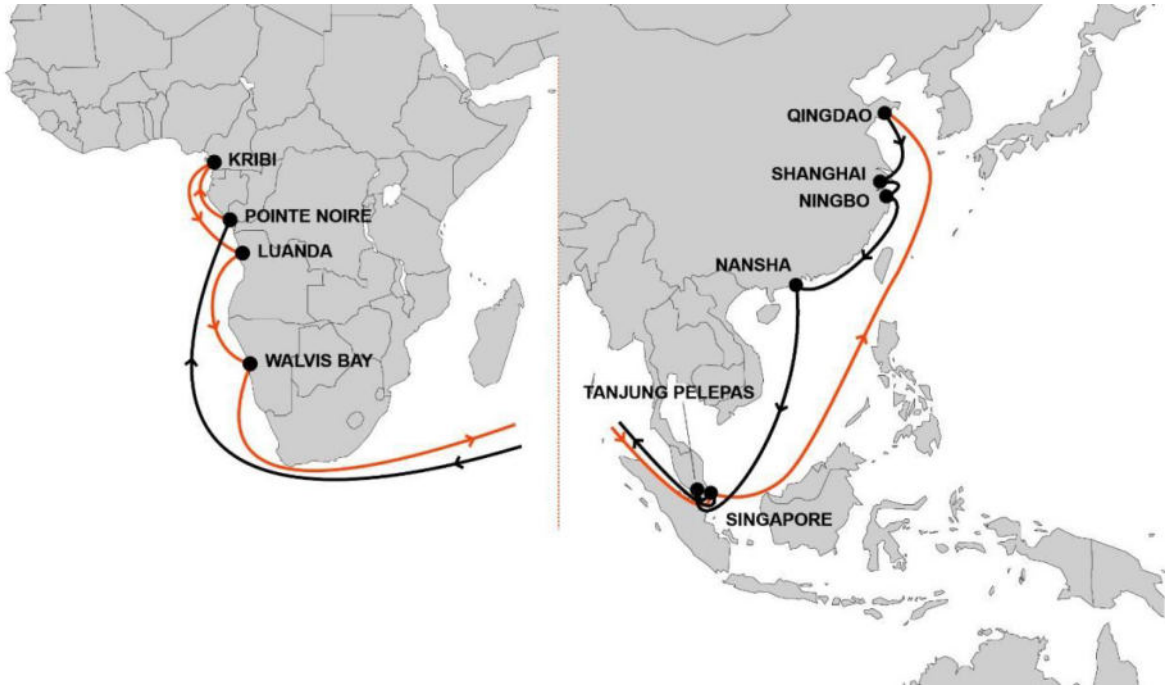 KRIBI
POINTE NOIRE
LUANDA
WALVIS BAY
QINGDAO
SHANGHAI
NINGBO
NANSHA
TANJUNG PELEPAS
SINGAPORE